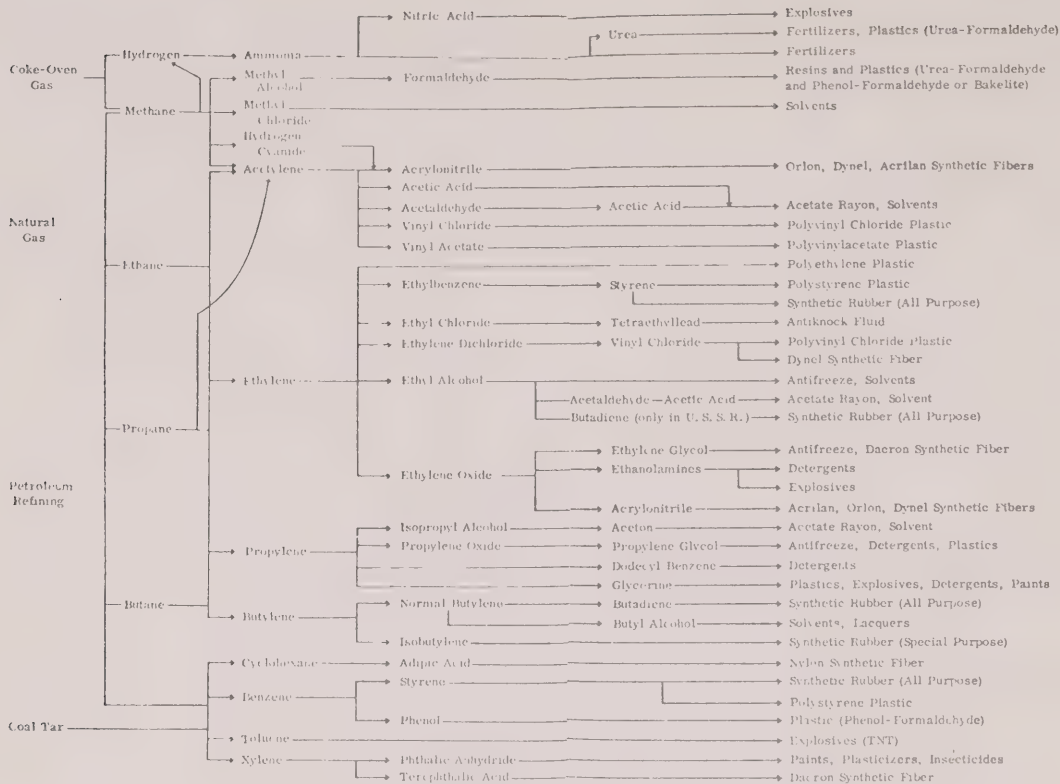 Nitric Acid Explosives
Urea Fertilizers, Plastics (Urea-Formaldehyde)
Hydrogen Ammonia Fertilizers
Coke-Oven Gas
Methyl Alcohol Formaldehyde Resins and Plastics (Urea-Formaldehyde
and Phenol-Formaldehyde or Bakelite)
Methane Methyl Chloride Solvents
Hydrogen Cyanide
Acetylene Acrylonitrile Orlon, Dynel, Acrilan Synthetic Fibers
Acetic Acid
Acetaldehyde Acetic Acid Acetate Rayon, Solvents
Natural Gas
Vinyl Chloride Polyvinyl Chloride Plastic
Vinyl Acetate Polyvinylacetate Plastic
Ethane Polyethylene Plastic
Ethylbenzene Styrene Polystyrene Plastic
Synthetic Rubber (All Purpose)
Ethyl Chloride Tetraethyllead Antiknock Fluid
Ethylene Dichloride Vinyl Chloride Polyvinyl Chloride Plastic
Dynel Synthetic Fiber
Ethylene Ethyl Alcohol Antifreeze, Solvents
Acetaldehyde Acetic Acid Acetate Rayon, Solvent
Butadiene (only in U.S.S.R.) Synthetic Rubber (All Purpose)
Propane
Ethylene Glycol Antifreeze, Dacron Synthetic Fiber
Ethylene Oxide Ethanolamines Detergents
Explosives
Petroleum Refining
Acrylonitrile Acrilan, Orlon, Dynel Synthetic Fibers
Isopropyl Alcohol Aceton Acetate Rayon, Solvent
Propylene Propylene Oxide Propylene Glycol Antifreeze, Detergents, Plastics
Dodecyl Benzene Detergents
Glycerine Plastics, Explosives, Detergents, Paints
Butane Normal Butylene Butadiene Synthetic Rubber (All Purpose)
Butylene Butyl Alcohol Solvents, Lacquers
Isobutylene Synthetic Rubber (Special Purpose)
Cyclohexane Adipic Acid Nylon Synthetic Fiber
Benzene Styrene Synthetic Rubber (All Purpose)
Polystyrene Plastic
Phenol Plastic (Phenol-Formaldehyde)
Coal Tar
Toluene Explosives (TNT)
Xylene Phthalic Anhydride Paints, Plasticizers, Insecticides
Terephthalic Acid Dacron Synthetic Fiber